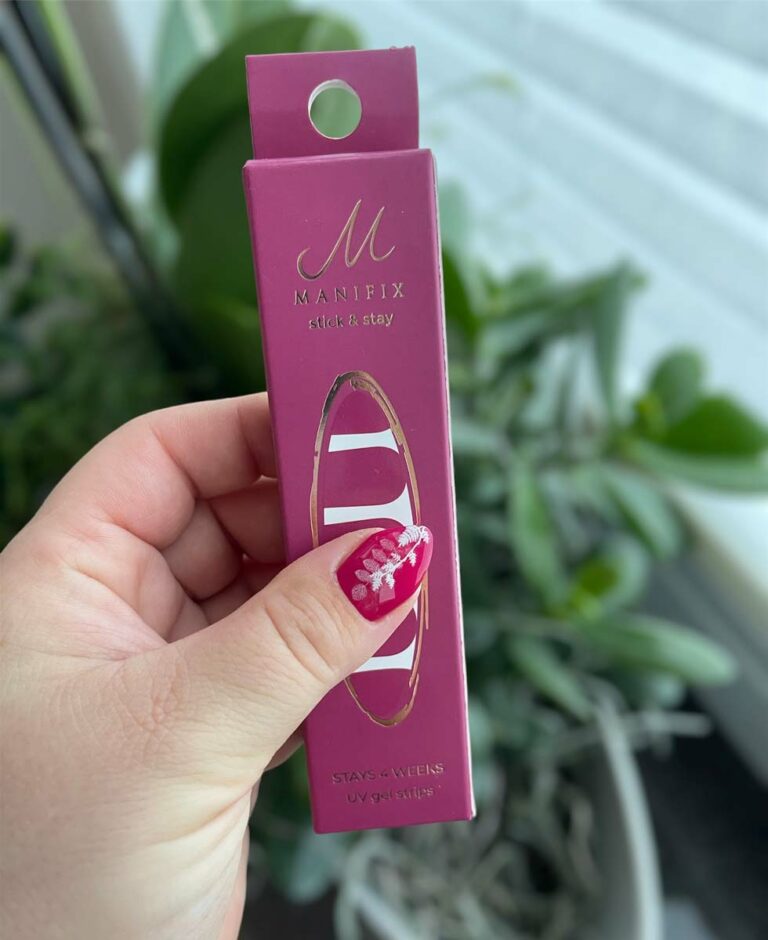 M
MANIFIX
stick & stay
STAYS 4 WEEKS
UV gel strips